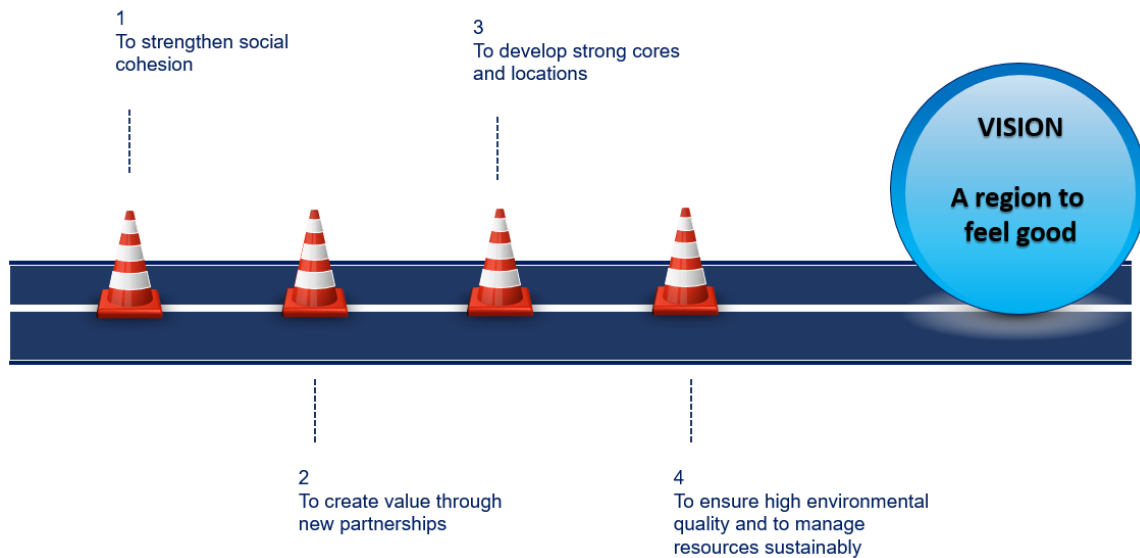 1
To strengthen social
cohesion
2
To create value through
new partnerships
3
To develop strong cores
and locations
4
To ensure high environmental
quality and to manage
resources sustainably
VISION
A region to
feel good